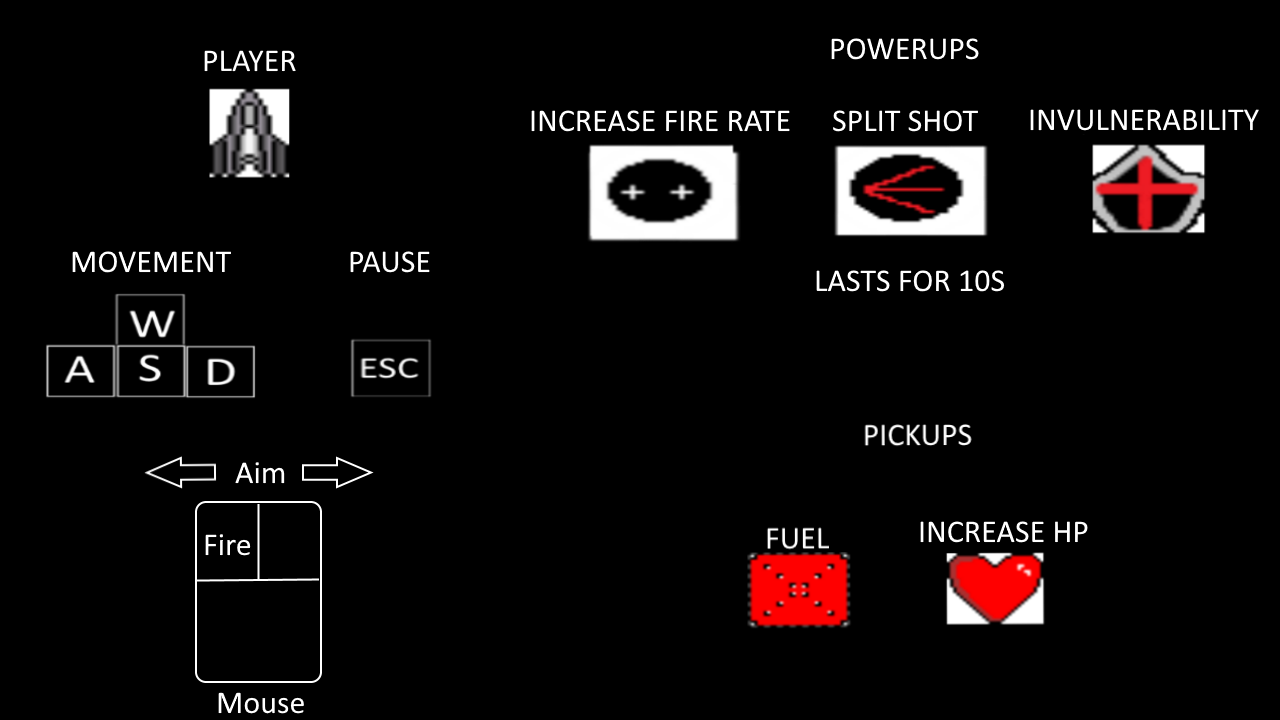 PLAYER
MOVEMENT
PAUSE
W
A S D
ESC
Aim
Fire
Mouse
POWERUPS
INCREASE FIRE RATE
SPLIT SHOT
INVULNERABILITY
LASTS FOR 10S
PICKUPS
FUEL
INCREASE HP